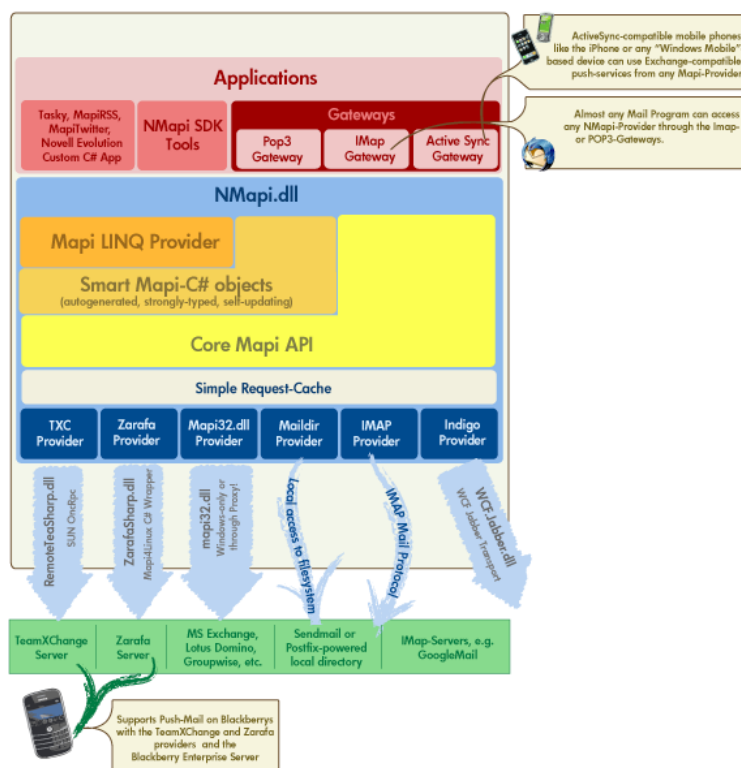 Applications
Tasky, MapiRSS,
MapiTwitter,
Novell Evolution
Custom C# App
NMapi SDK
Tools
Gateways
Pop3
Gateway
IMap
Gateway
Active Sync
Gateway
ActiveSync-compatible mobile phones
like the iPhone or any "Windows Mobile"
based device can use Exchange-compatible
push-services from any Mapi-Provider
Almost any Mail Program can access
any NMapi-Provider through the Imap-
or POP3-Gateways.
NMapi.dll
Mapi LINQ Provider
Smart Mapi-C# objects
(autogenerated, strongly-typed, self-updating)
Core Mapi API
Simple Request-Cache
TXC
Provider
Zarafa
Provider
Mapi32.dll
Provider
Maildir
Provider
IMAP
Provider
Indigo
Provider
RemoteTeaSharp.dll
SUN OncRpc
ZarafaSharp.dll
Mapi4Linux C# Wrapper
mapi32.dll
Windows-only or
through Proxy!
Local access to filesystem
IMAP Mail Protocol
WCF.Jabber.dll
WCF Jabber Transport
TeamXChange
Server
Zarafa
Server
MS Exchange,
Lotus Domino,
Groupwise, etc.
Sendmail or
Postfix-powered
local directory
IMap-Servers, e.g.
GoogleMail
Supports Push-Mail on Blackberrys
with the TeamXChange and Zarafa
providers and the
Blackberry Enterprise Server